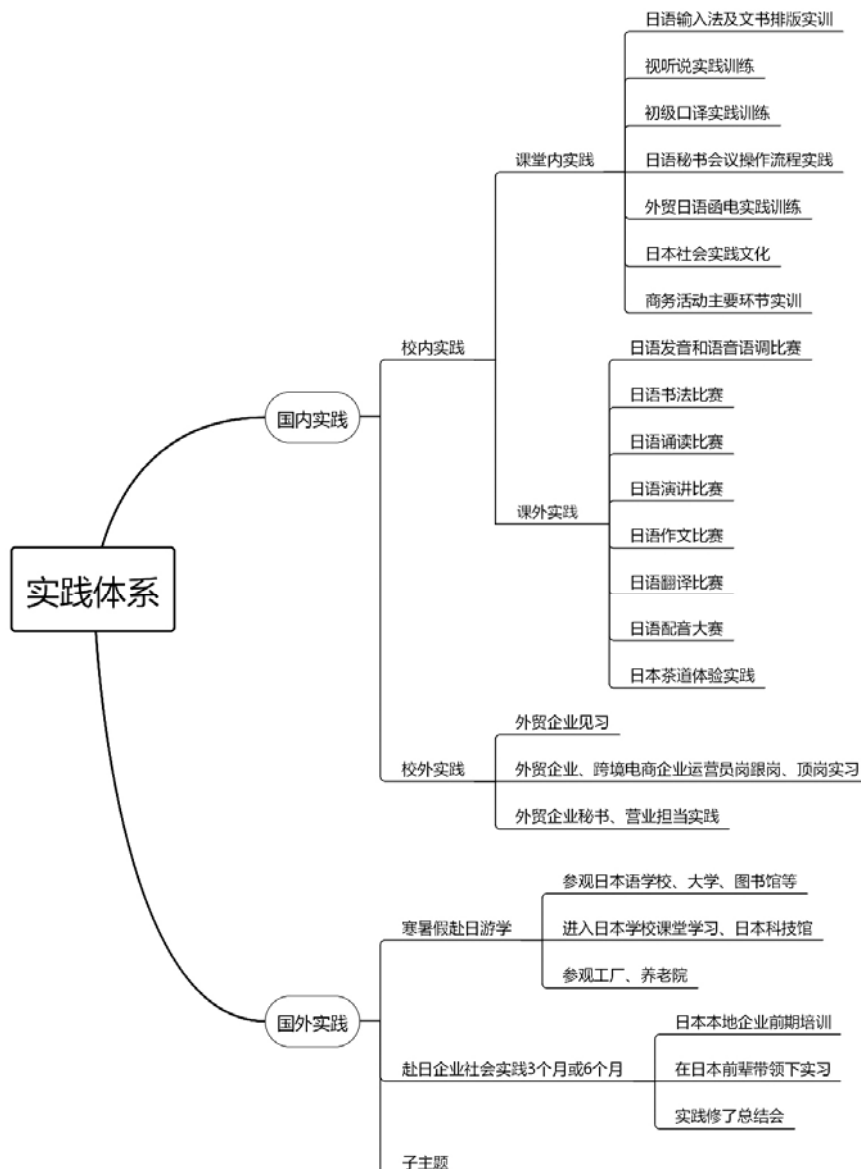 实践体系
国内实践
校内实践
课堂内实践
日语输入法及文书排版实训
视听说实践训练
初级口译实践训练
日语秘书会议操作流程实践
外贸日语函电实践训练
日本社会实践文化
商务活动主要环节实训
课外实践
日语发音和语音语调比赛
日语书法比赛
日语诵读比赛
日语演讲比赛
日语作文比赛
日语翻译比赛
日语配音大赛
日本茶道体验实践
校外实践
外贸企业见习
外贸企业、跨境电商企业运营员岗跟岗、顶岗实习
外贸企业秘书、营业担当实践
国外实践
寒暑假赴日游学
参观日本语学校、大学、图书馆等
进入日本学校课堂学习、日本科技馆
参观工厂、养老院
赴日企业社会实践3个月或6个月
日本本地企业前期培训
在日本前辈带领下实习
实践修了总结会
子主题